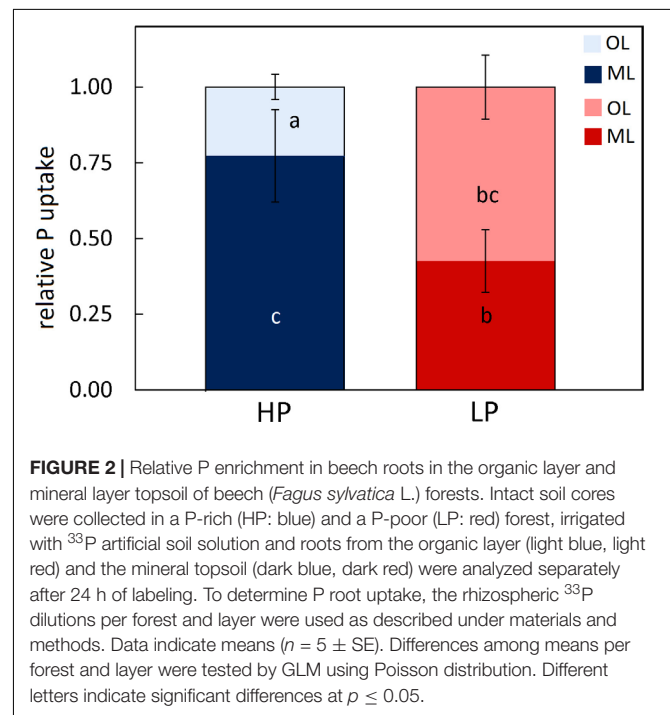 OL
ML
OL
ML
relative P uptake
1.00
0.75
0.50
0.25
0.00
a
c
bc
b
HP
LP
FIGURE 2 | Relative P enrichment in beech roots in the organic layer and
mineral layer topsoil of beech (Fagus sylvatica L.) forests. Intact soil cores
were collected in a P-rich (HP: blue) and a P-poor (LP: red) forest, irrigated
with ³³P artificial soil solution and roots from the organic layer (light blue, light
red) and the mineral topsoil (dark blue, dark red) were analyzed separately
after 24 h of labeling. To determine P root uptake, the rhizospheric ³³P
dilutions per forest and layer were used as described under materials and
methods. Data indicate means (n = 5 ± SE). Differences among means per
forest and layer were tested by GLM using Poisson distribution. Different
letters indicate significant differences at p ≤ 0.05.